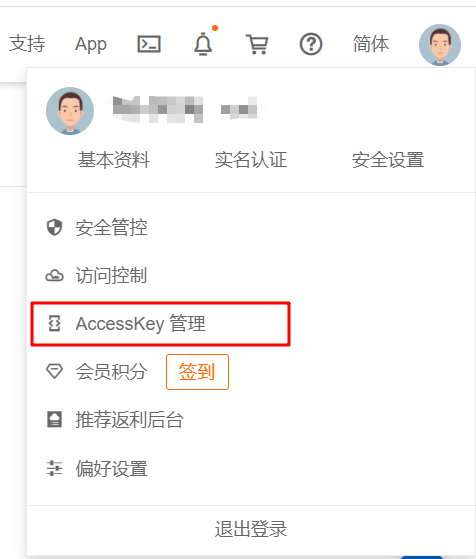 支持 App 简体
基本资料 实名认证 安全设置
安全管控
访问控制
AccessKey 管理
会员积分 签到
推荐返利后台
偏好设置
退出登录